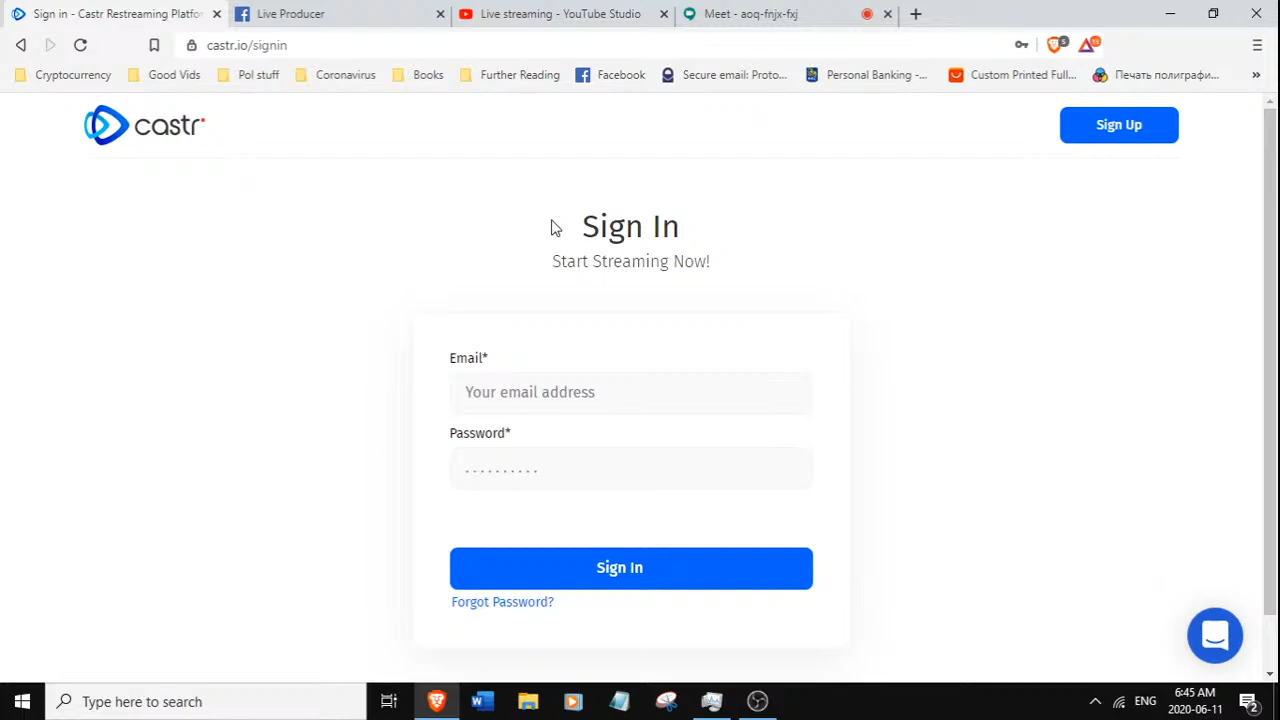 Sign in - Castr Restreaming Platfo
Live Producer
Live streaming - YouTube Studio
Meet - aoq-fnjx-fxj
castr.io/signin
5
15
Cryptocurrency
Good Vids
Pol stuff
Coronavirus
Books
Further Reading
Facebook
Secure email: Proto...
Personal Banking -...
Custom Printed Full...
Печать полиграфи...
»
castr
Sign Up
Sign In
Start Streaming Now!
Email*
Your email address
Password*
Sign In
Forgot Password?
Type here to search
ENG
6:45 AM
2020-06-11
2